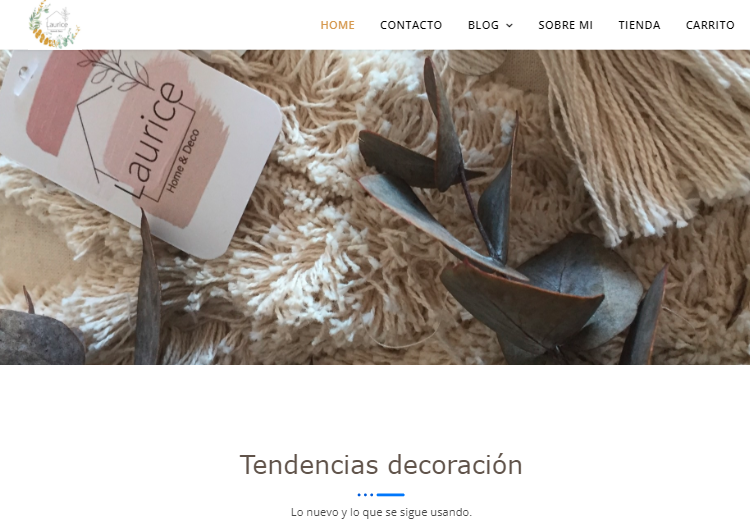 Laurice
HOME CONTACTO BLOG SOBRE MI TIENDA CARRITO
Laurice
Home & Deco
Tendencias decoración
Lo nuevo y lo que se sigue usando.